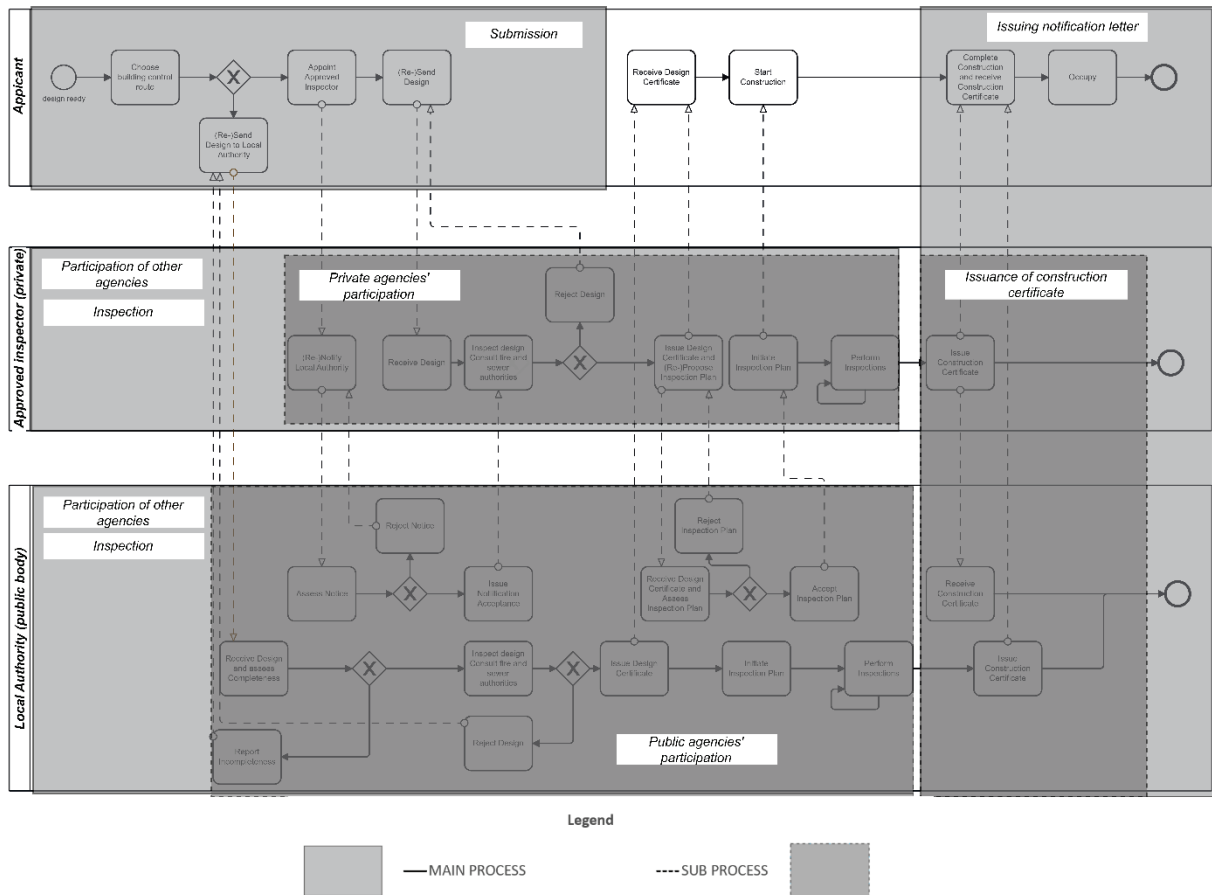 Appicant
Submission
Issuing notification letter
design ready
Choose
building control
route
X
Appoint
Approved
Inspector
(Re-)Send
Design
(Re-)Send
Design to Local
Authority
Receive Design
Certificate
Start
Construction
Complete
Construction
and receive
Construction
Certificate
Occupy
Approved Inspector (private)
Participation of other
agencies
Inspection
Private agencies'
participation
Issuance of construction
certificate
Reject Design
(Re-)Notify
Local Authority
Receive Design
Inspect design
Consult fire and
sewer
authorities
X
Issue Design
Certificate and
(Re-)Propose
Inspection Plan
Initiate
Inspection Plan
Perform
Inspections
Issue
Construction
Certificate
Local Authority (public body)
Participation of other
agencies
Inspection
Reject Notice
Reject
Inspection Plan
Assess Notice
X
Issue
Notification
Acceptance
Receive Design
Certificate and
Assess
Inspection Plan
X
Accept
Inspection Plan
Receive
Construction
Certificate
Receive Design
and assess
Completeness
X
Inspect design
Consult fire and
sewer
authorities
X
Issue Design
Certificate
Initiate
Inspection Plan
Perform
Inspections
Issue
Construction
Certificate
Report
Incompleteness
Reject Design
Public agencies'
participation
Legend
MAIN PROCESS
SUB PROCESS